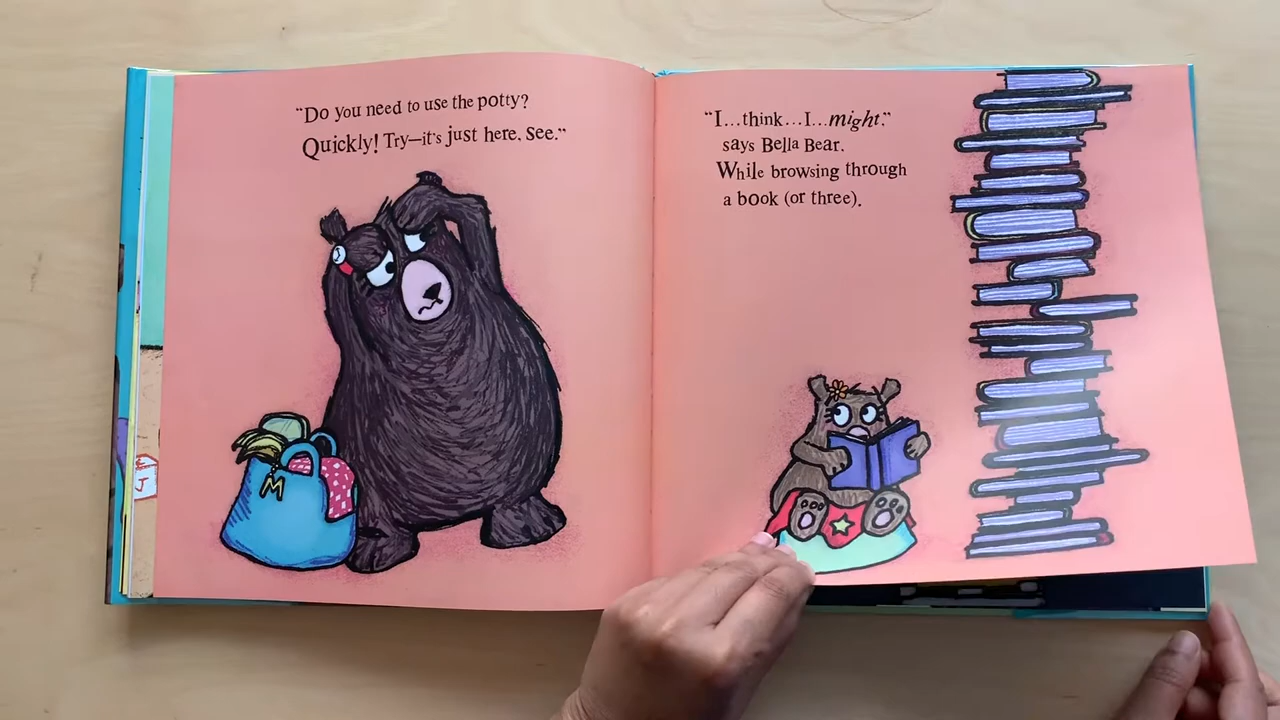 “Do you need to use the potty?
Quickly! Try—it’s just here. See.”
“I...think...I...might.”
says Bella Bear.
While browsing through
a book (or three).
M
J